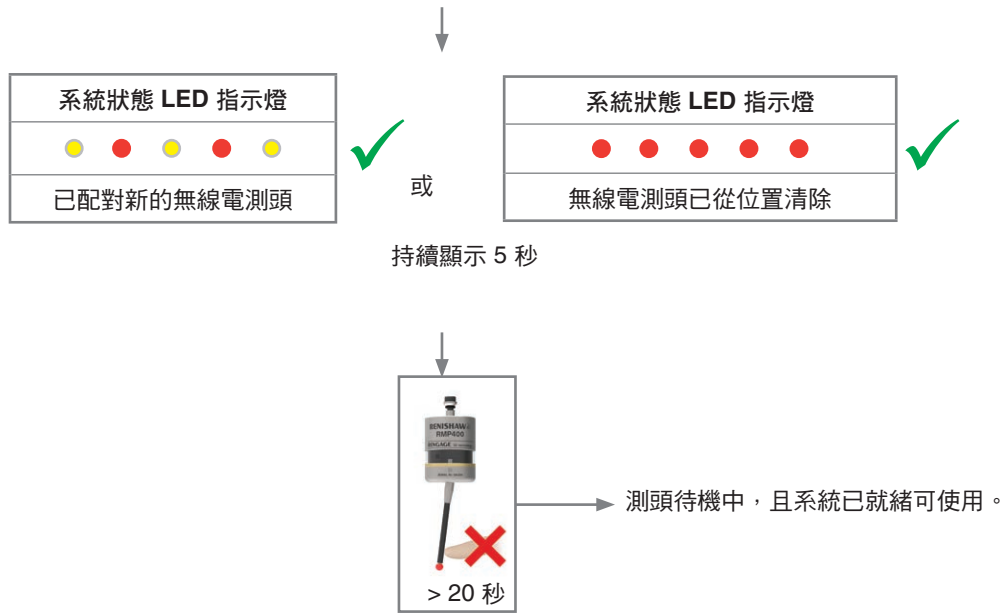 系統狀態 LED 指示燈
已配對新的無線電測頭
或
系統狀態 LED 指示燈
無線電測頭已從位置清除
持續顯示 5 秒
RENISHAW
RMP400
RENGAGE
> 20 秒
測頭待機中，且系統已就緒可使用。